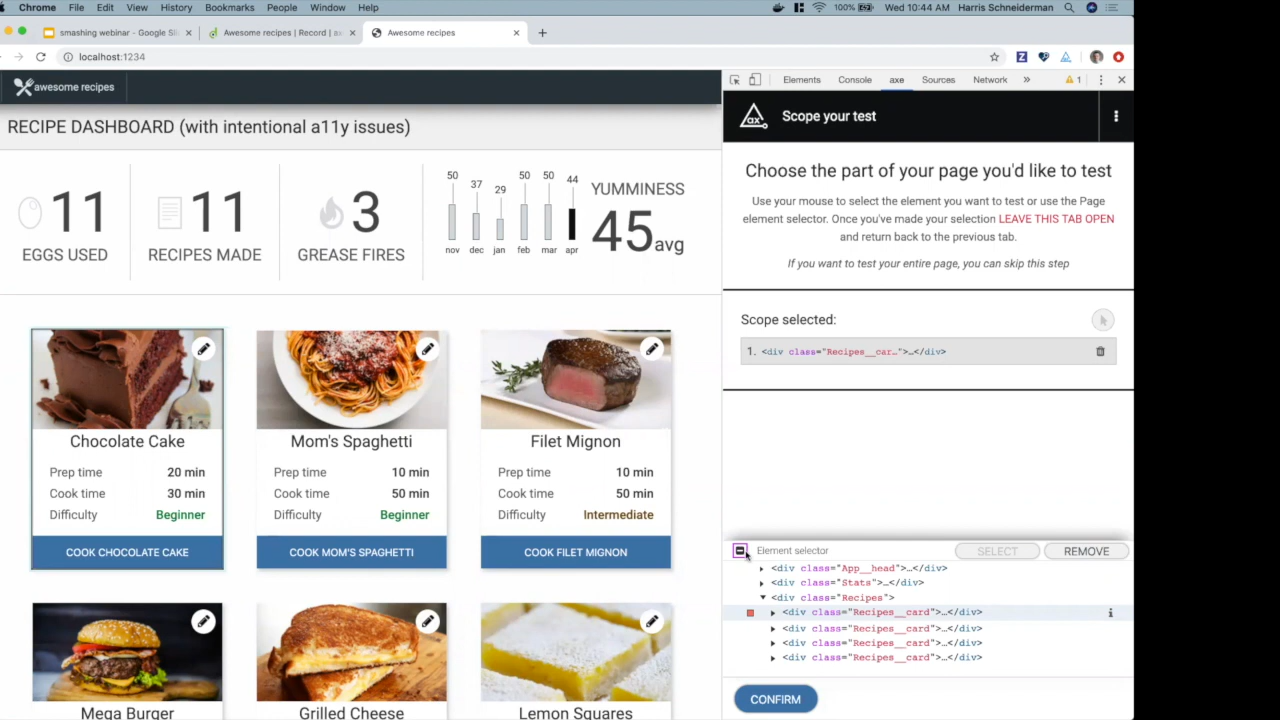 Chrome File Edit View History Bookmarks People Window Help 100% Wed 10:44 AM Harris Schneiderman
smashing webinar - Google Sli Awesome recipes | Record | ax Awesome recipes
localhost:1234
awesome recipes
RECIPE DASHBOARD (with intentional a11y issues)
11
EGGS USED
11
RECIPES MADE
3
GREASE FIRES
50 37 29 50 50 44
nov dec jan feb mar apr
YUMMINESS
45avg
Chocolate Cake
Prep time 20 min
Cook time 30 min
Difficulty Beginner
COOK CHOCOLATE CAKE
Mom's Spaghetti
Prep time 10 min
Cook time 50 min
Difficulty Beginner
COOK MOM'S SPAGHETTI
Filet Mignon
Prep time 10 min
Cook time 50 min
Difficulty Intermediate
COOK FILET MIGNON
Mega Burger
Grilled Cheese
Lemon Squares
Elements Console axe Sources Network » 1
ax Scope your test
Choose the part of your page you'd like to test
Use your mouse to select the element you want to test or use the Page
element selector. Once you've made your selection LEAVE THIS TAB OPEN
and return back to the previous tab.
If you want to test your entire page, you can skip this step
Scope selected:
1. <div class="Recipes__car…">…</div>
Element selector SELECT REMOVE
<div class="App__head">…</div>
<div class="Stats">…</div>
<div class="Recipes">
<div class="Recipes__card">…</div> i
<div class="Recipes__card">…</div>
<div class="Recipes__card">…</div>
<div class="Recipes__card">…</div>
CONFIRM